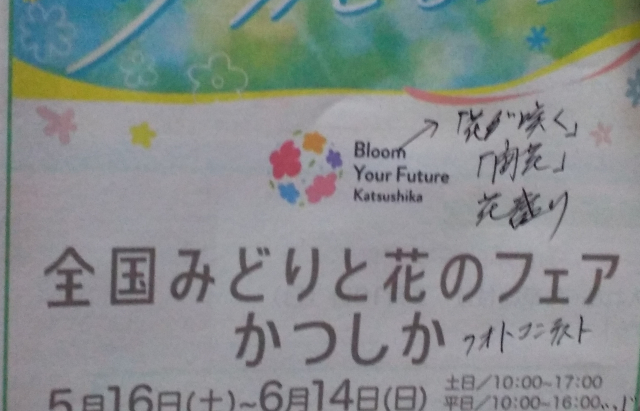 Bloom
Your Future
Katsushika
「花が咲く」
「開花」
花盛り
全国みどりと花のフェア
かつしか
フォトコンテスト
5月16日(土)~6月14日(日)
土日/10:00~17:00
平日/10:00~16:00